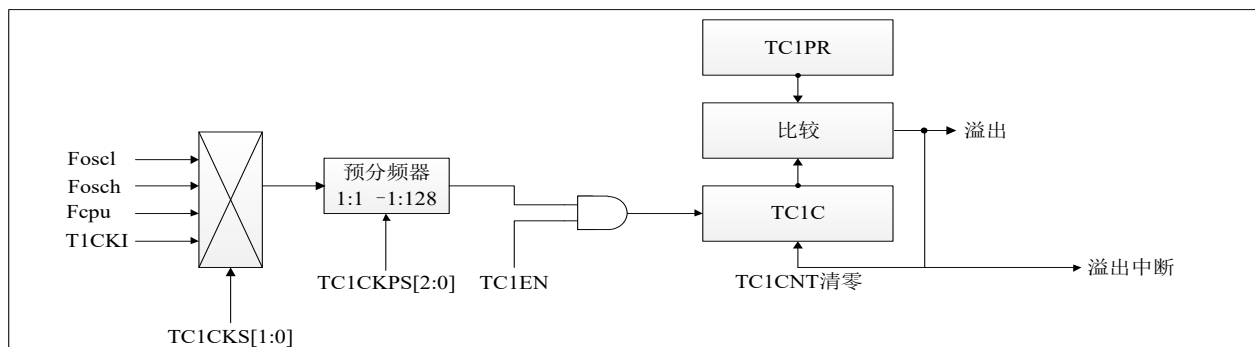 TC1PR
比较
溢出
Foscl
Fosch
Fcpu
T1CKI
预分频器
1:1 -1:128
TC1C
TC1CKPS[2:0]
TC1EN
TC1CNT清零
溢出中断
TC1CKS[1:0]